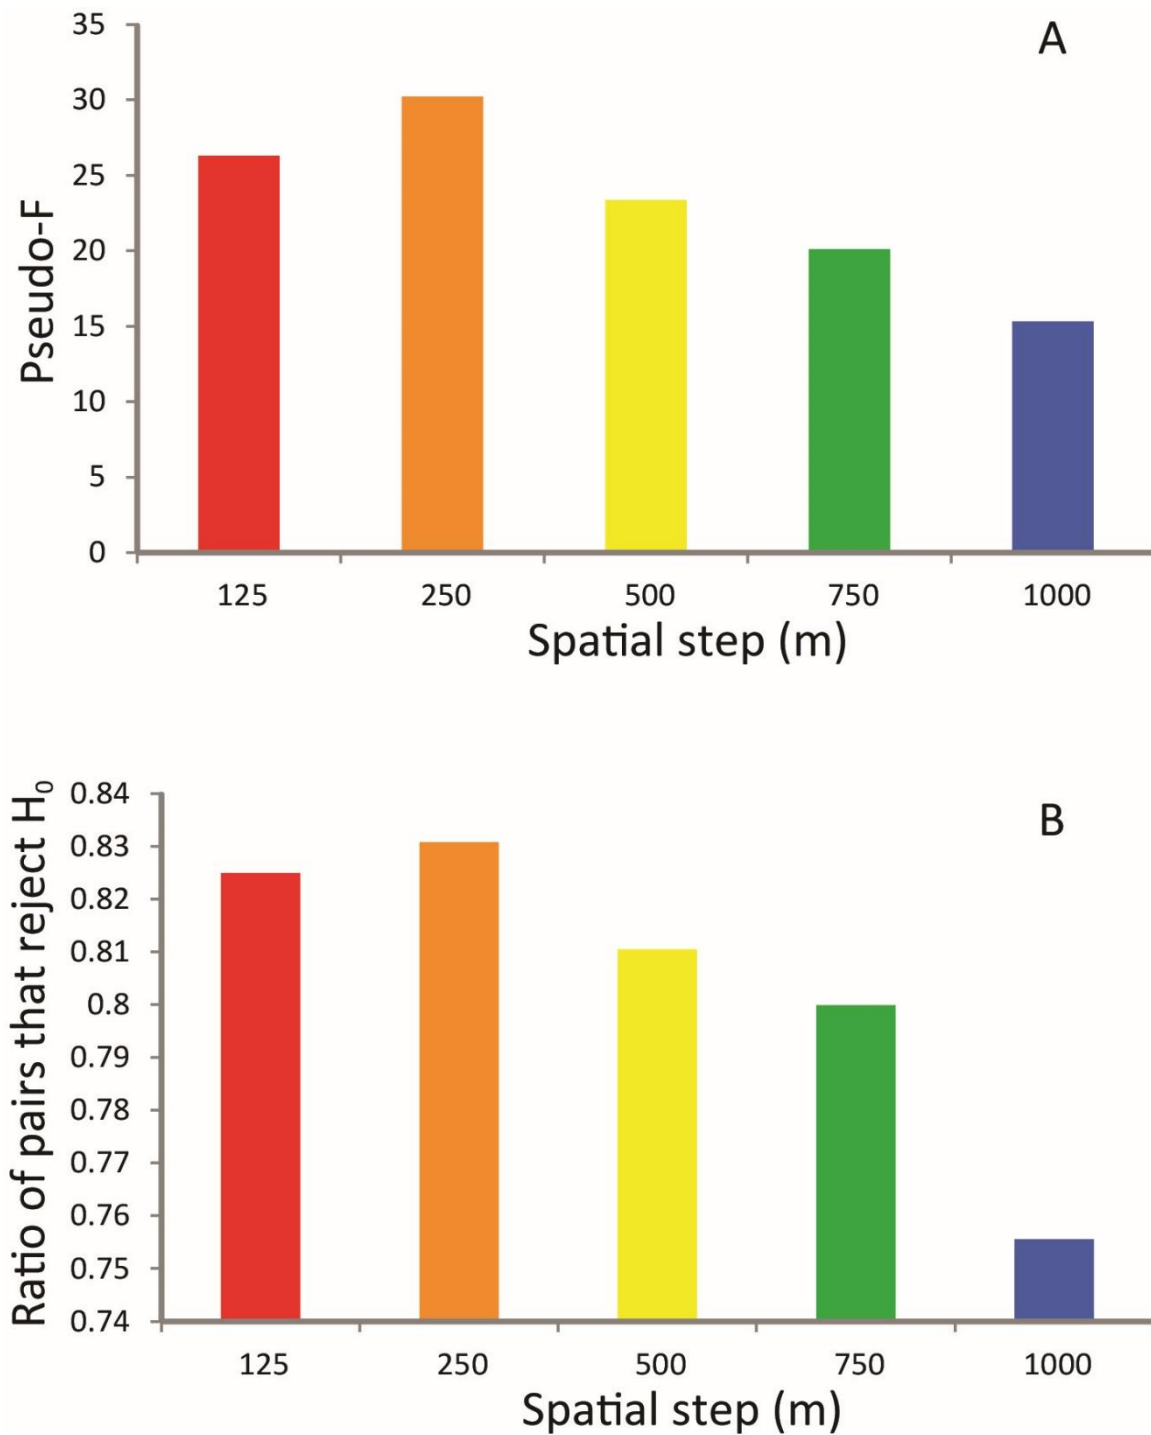 A
Pseudo-F
35
30
25
20
15
10
5
0
125 250 500 750 1000
Spatial step (m)
B
Ratio of pairs that reject H₀
0.84
0.83
0.82
0.81
0.8
0.79
0.78
0.77
0.76
0.75
0.74
125 250 500 750 1000
Spatial step (m)